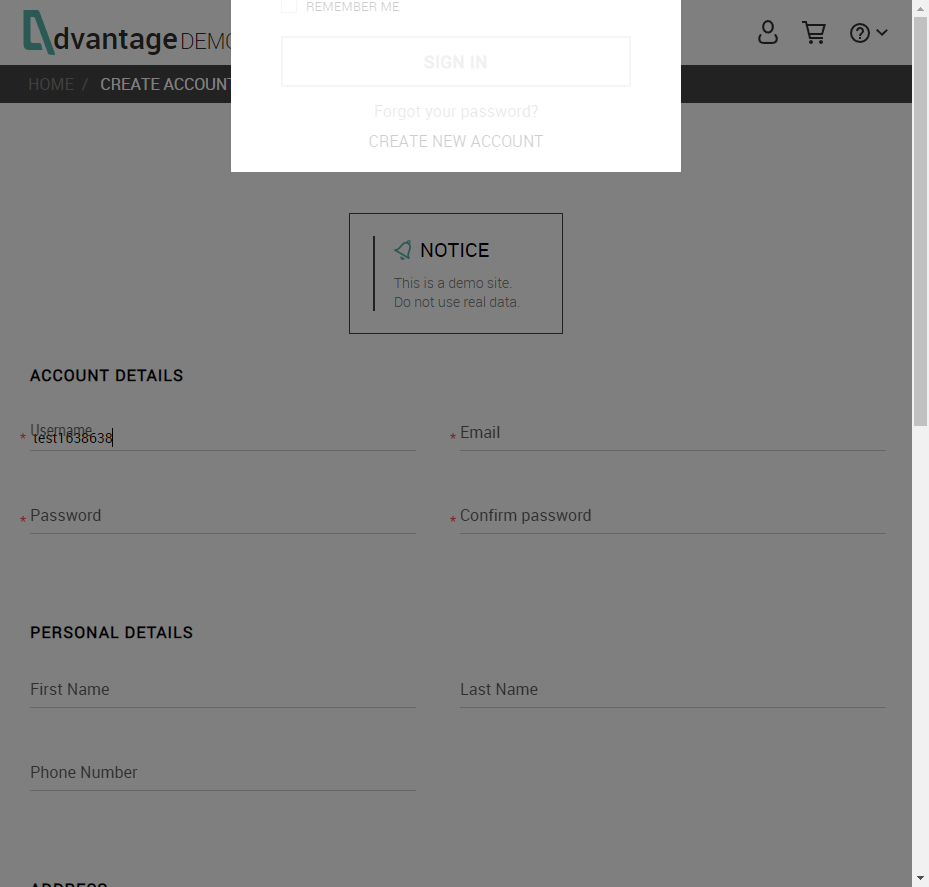 REMEMBER ME
dvantage DEMO
SIGN IN
HOME / CREATE ACCOUNT
Forgot your password?
CREATE NEW ACCOUNT
NOTICE
This is a demo site.
Do not use real data.
ACCOUNT DETAILS
Username
* test1638638
* Email
* Password
* Confirm password
PERSONAL DETAILS
First Name
Last Name
Phone Number
ADDRESS